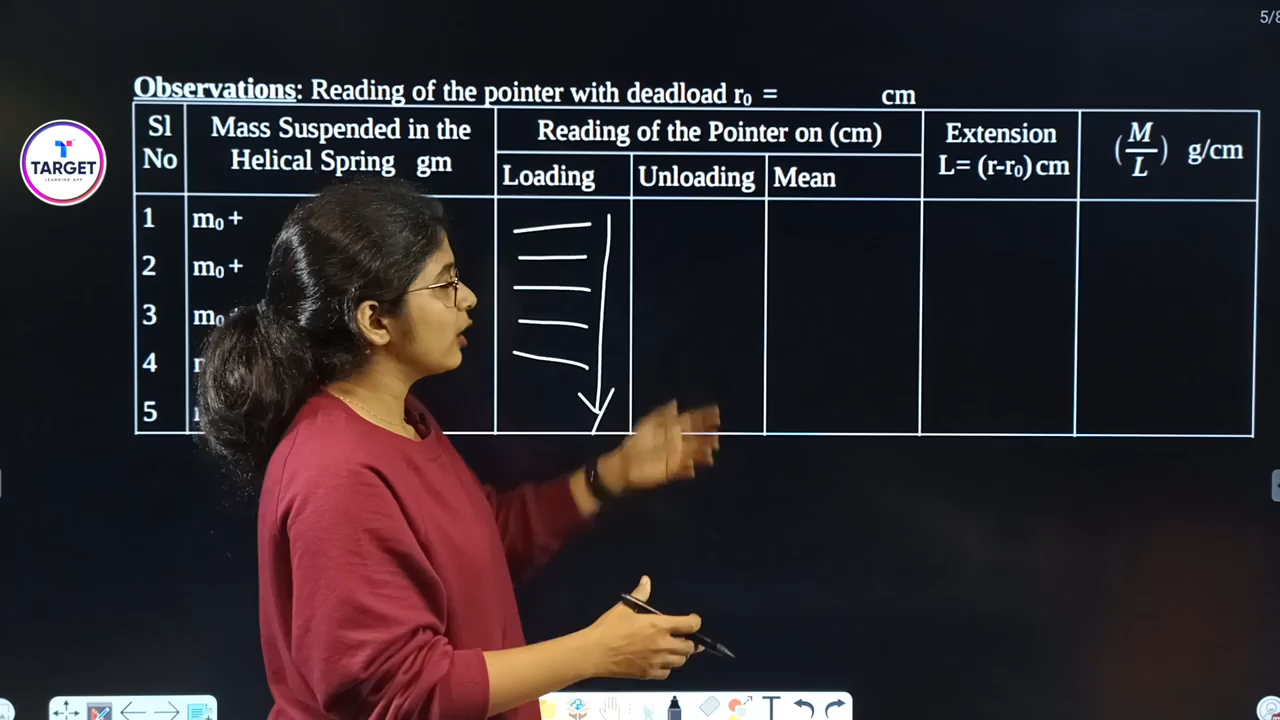 5/8
Observations: Reading of the pointer with deadload r₀ = cm
Sl No
Mass Suspended in the Helical Spring gm
Reading of the Pointer on (cm)
Loading
Unloading
Mean
Extension L= (r-r₀) cm
(M/L) g/cm
1 m₀ +
2 m₀ +
3
4
5
TARGET
LEARNING APP
T